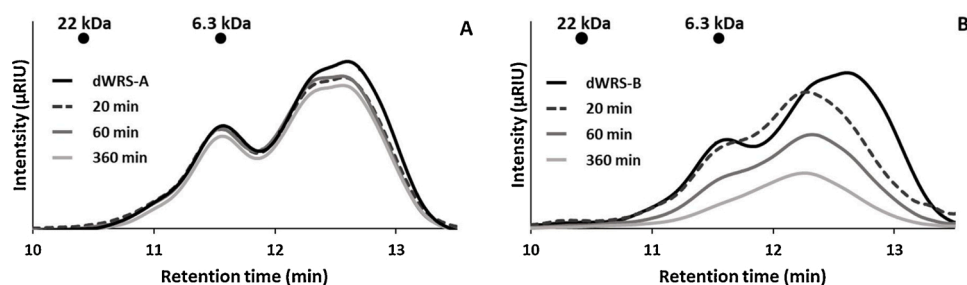 22 kDa 6.3 kDa A
Intentsity (µRIU)
dWRS-A
20 min
60 min
360 min
10 11 12 13
Retention time (min)
22 kDa 6.3 kDa B
Intensity (µRIU)
dWRS-B
20 min
60 min
360 min
10 11 12 13
Retention time (min)